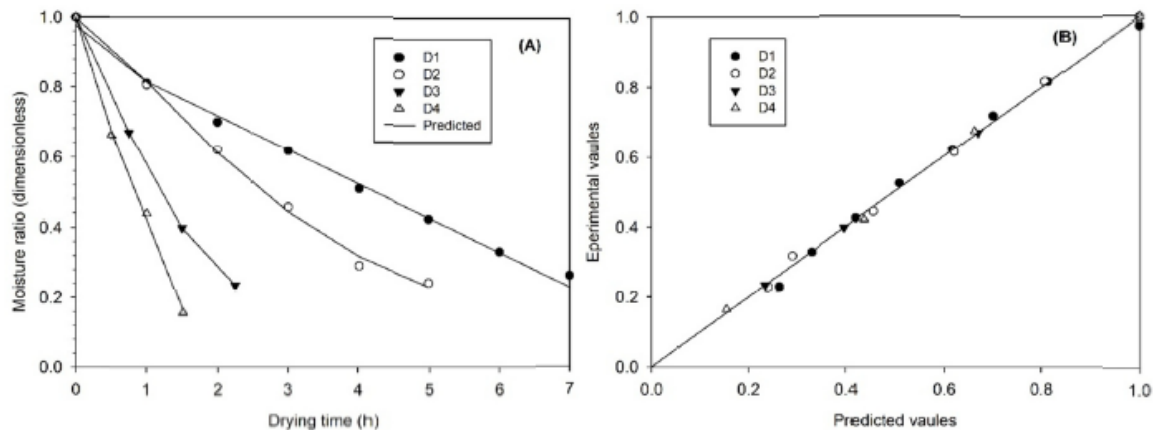 (A)
D1
D2
D3
D4
Predicted
1.0
0.8
0.6
0.4
0.2
0.0
Moisture ratio (dimensionless)
0 1 2 3 4 5 6 7
Drying time (h)
(B)
D1
D2
D3
D4
1.0
0.8
0.6
0.4
0.2
0.0
Eperimental vaules
0.0 0.2 0.4 0.6 0.8 1.0
Predicted vaules